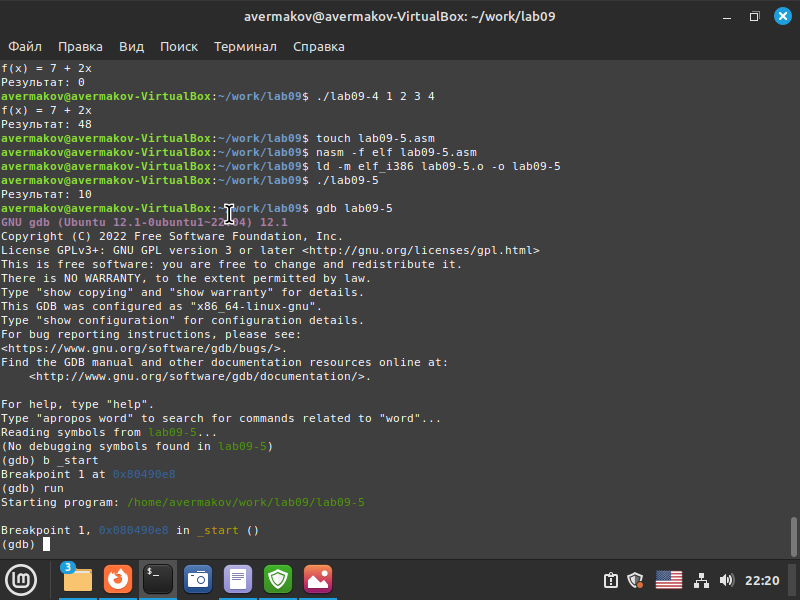 avermakov@avermakov-VirtualBox: ~/work/lab09
Файл Правка Вид Поиск Терминал Справка
f(x) = 7 + 2x
Результат: 0
avermakov@avermakov-VirtualBox:~/work/lab09$ ./lab09-4 1 2 3 4
f(x) = 7 + 2x
Результат: 48
avermakov@avermakov-VirtualBox:~/work/lab09$ touch lab09-5.asm
avermakov@avermakov-VirtualBox:~/work/lab09$ nasm -f elf lab09-5.asm
avermakov@avermakov-VirtualBox:~/work/lab09$ ld -m elf_i386 lab09-5.o -o lab09-5
avermakov@avermakov-VirtualBox:~/work/lab09$ ./lab09-5
Результат: 10
avermakov@avermakov-VirtualBox:~/work/lab09$ gdb lab09-5
GNU gdb (Ubuntu 12.1-0ubuntu1~22.04) 12.1
Copyright (C) 2022 Free Software Foundation, Inc.
License GPLv3+: GNU GPL version 3 or later <http://gnu.org/licenses/gpl.html>
This is free software: you are free to change and redistribute it.
There is NO WARRANTY, to the extent permitted by law.
Type "show copying" and "show warranty" for details.
This GDB was configured as "x86_64-linux-gnu".
Type "show configuration" for configuration details.
For bug reporting instructions, please see:
<https://www.gnu.org/software/gdb/bugs/>.
Find the GDB manual and other documentation resources online at:
    <http://www.gnu.org/software/gdb/documentation/>.
For help, type "help".
Type "apropos word" to search for commands related to "word"...
Reading symbols from lab09-5...
(No debugging symbols found in lab09-5)
(gdb) b _start
Breakpoint 1 at 0x80490e8
(gdb) run
Starting program: /home/avermakov/work/lab09/lab09-5
Breakpoint 1, 0x080490e8 in _start ()
(gdb)
3
$_
22:20